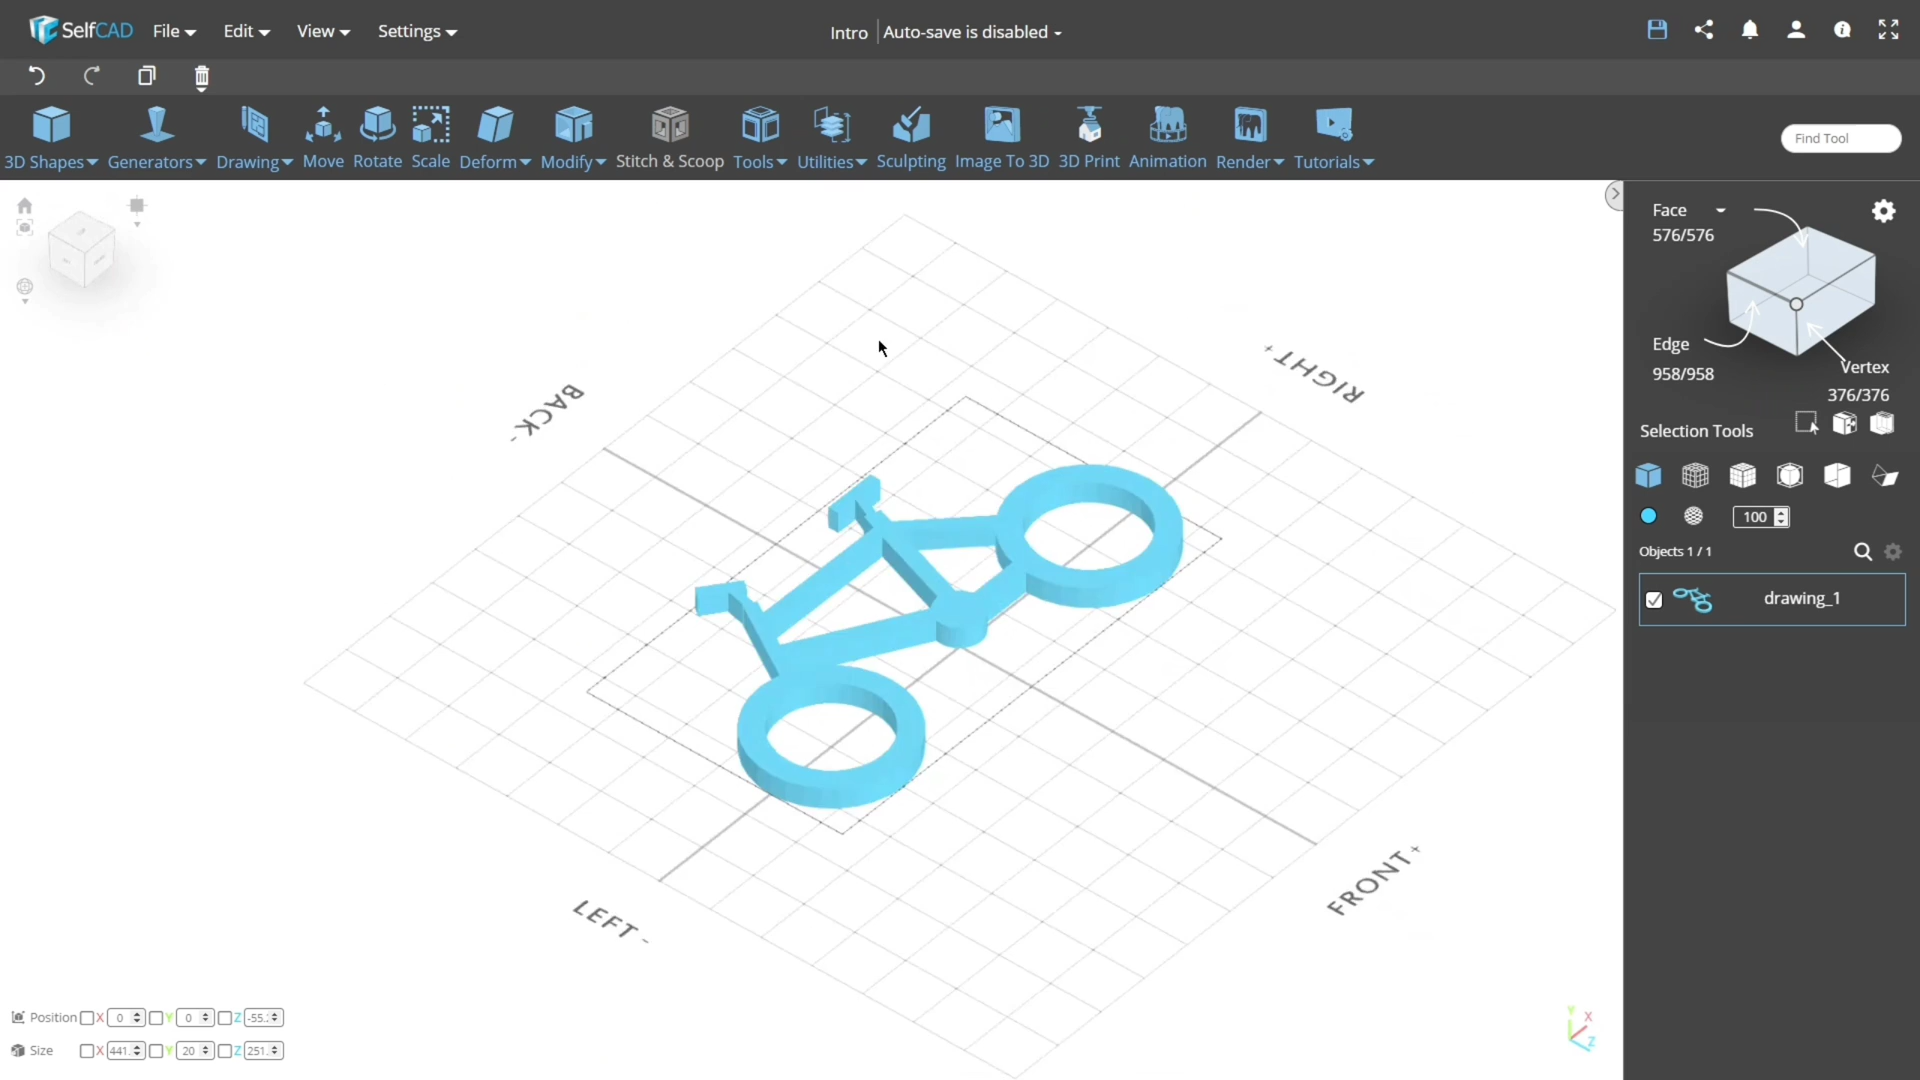 SelfCAD File Edit View Settings Intro Auto-save is disabled
3D Shapes Generators Drawing Move Rotate Scale Deform Modify Stitch & Scoop Tools Utilities Sculpting Image To 3D 3D Print Animation Render Tutorials
Find Tool
Face
576/576
Edge
958/958
Vertex
376/376
Selection Tools
100
Objects 1 / 1
drawing_1
BACK -
RIGHT +
LEFT -
FRONT +
Position X 0 Y 0 Z -55.
Size X 441. Y 20 Z 251.
Y
X
Z